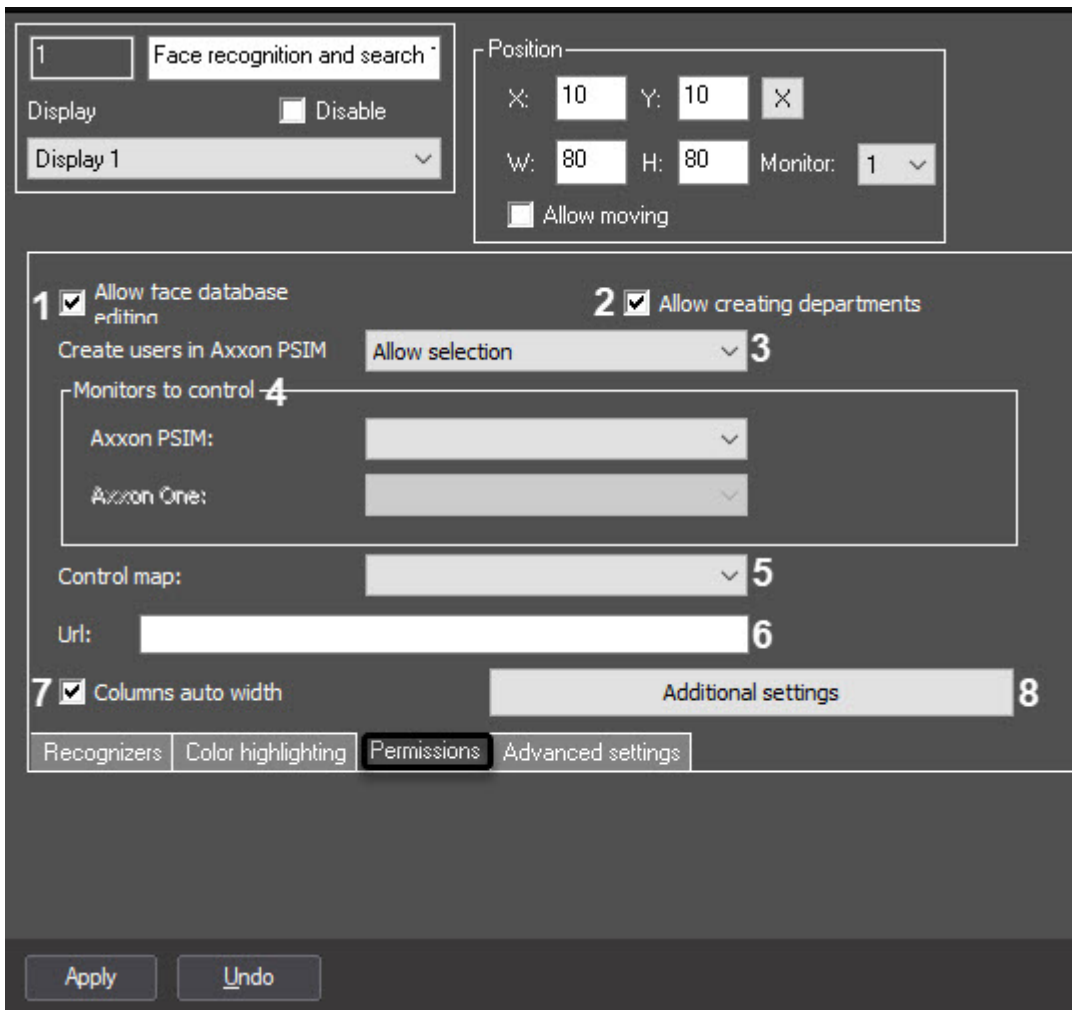 1 Face recognition and search
Display Disable
Display 1
Position
X: 10 Y: 10 X
W: 80 H: 80 Monitor: 1
Allow moving
1 Allow face database
editing
2 Allow creating departments
Create users in Axxon PSIM Allow selection 3
Monitors to control 4
Axxon PSIM:
Axxon One:
Control map: 5
Url: 6
7 Columns auto width Additional settings 8
Recognizers Color highlighting Permissions Advanced settings
Apply Undo